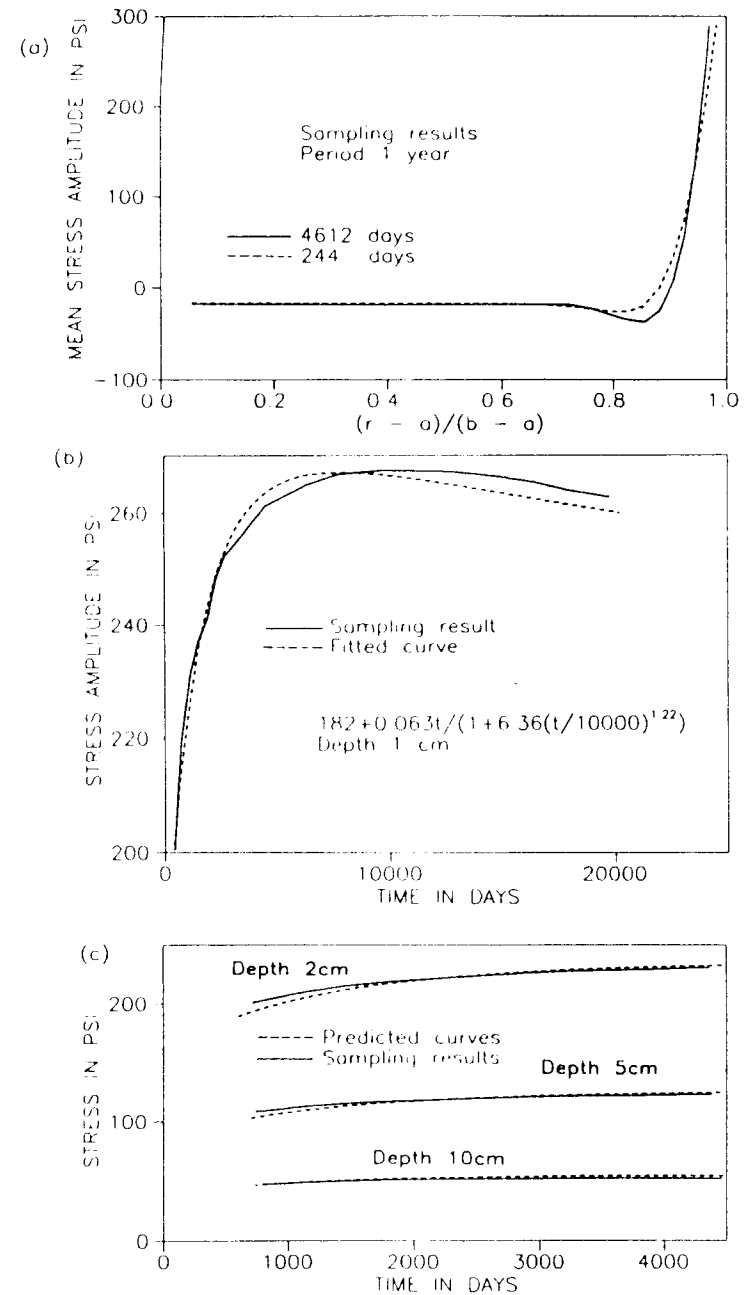 (a)
MEAN STRESS AMPLITUDE IN PSI
300
200
100
0
-100
Sampling results
Period 1 year
4612 days
244 days
0.0 0.2 0.4 0.6 0.8 1.0
(r - a)/(b - a)
(b)
STRESS AMPLITUDE IN PSI
260
240
220
200
Sampling result
Fitted curve
182+0.063t/(1+6.36(t/10000)^1.22)
Depth 1 cm
0 10000 20000
TIME IN DAYS
(c)
STRESS IN PSI
200
100
0
Depth 2cm
Predicted curves
Sampling results
Depth 5cm
Depth 10cm
0 1000 2000 3000 4000
TIME IN DAYS